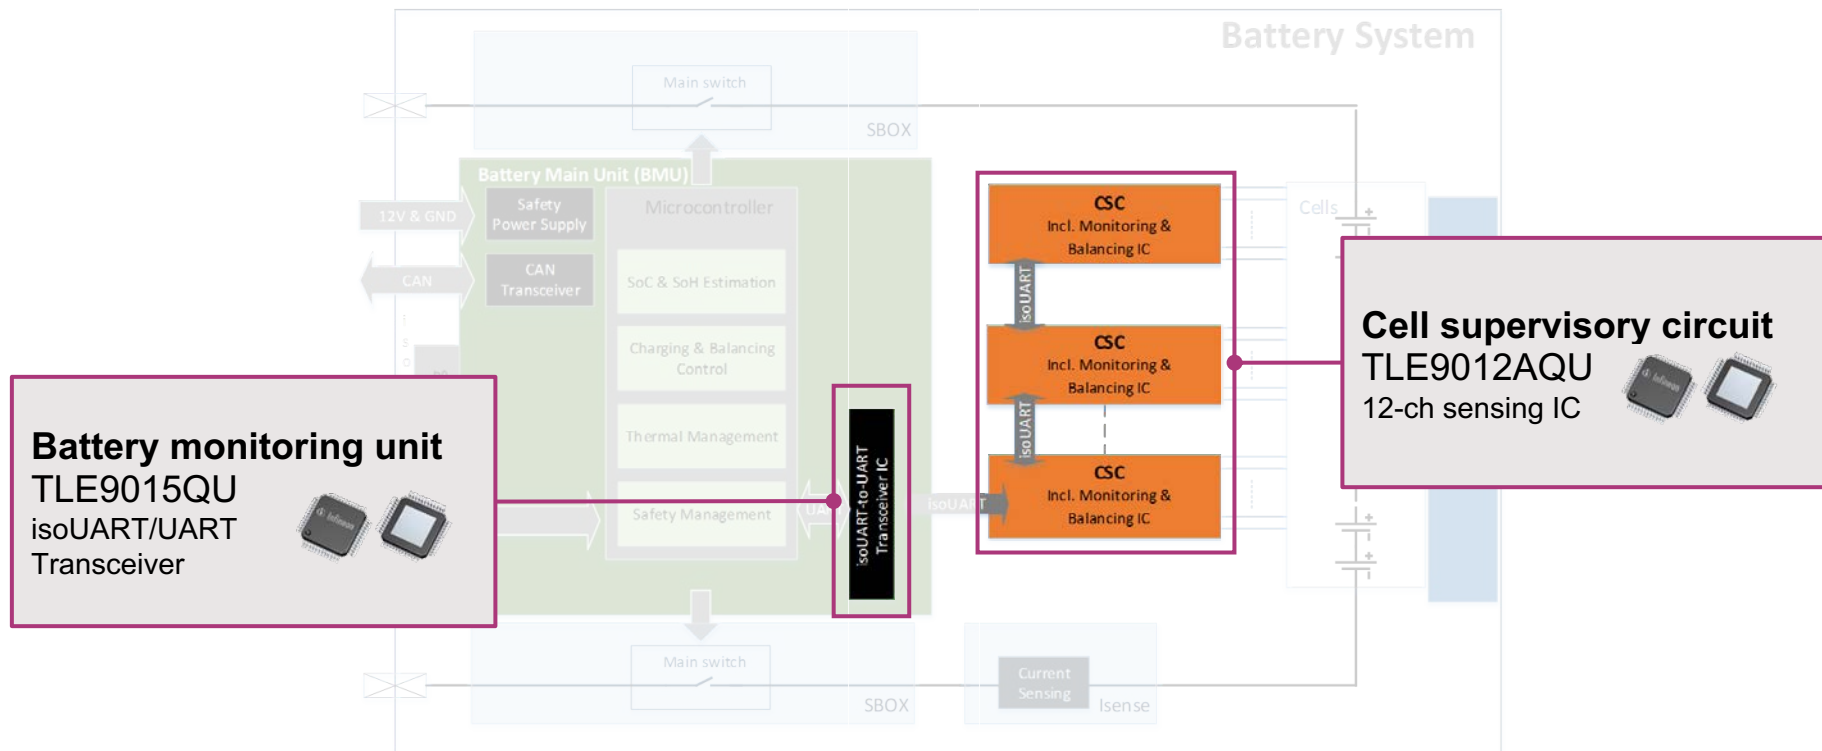 Battery System
Main switch
SBOX
Battery Main Unit (BMU)
12V & GND
Safety
Power Supply
Microcontroller
CAN
CAN
Transceiver
SoC & SoH Estimation
Charging & Balancing
Control
Thermal Management
Safety Management
isoUART-to-UART
Transceiver IC
isoUART
CSC
Incl. Monitoring &
Balancing IC
isoUART
CSC
Incl. Monitoring &
Balancing IC
isoUART
CSC
Incl. Monitoring &
Balancing IC
Cells
Cell supervisory circuit
TLE9012AQU
12-ch sensing IC
Infineon
Battery monitoring unit
TLE9015QU
isoUART/UART
Transceiver
Infineon
Main switch
SBOX
Current
Sensing
Isense